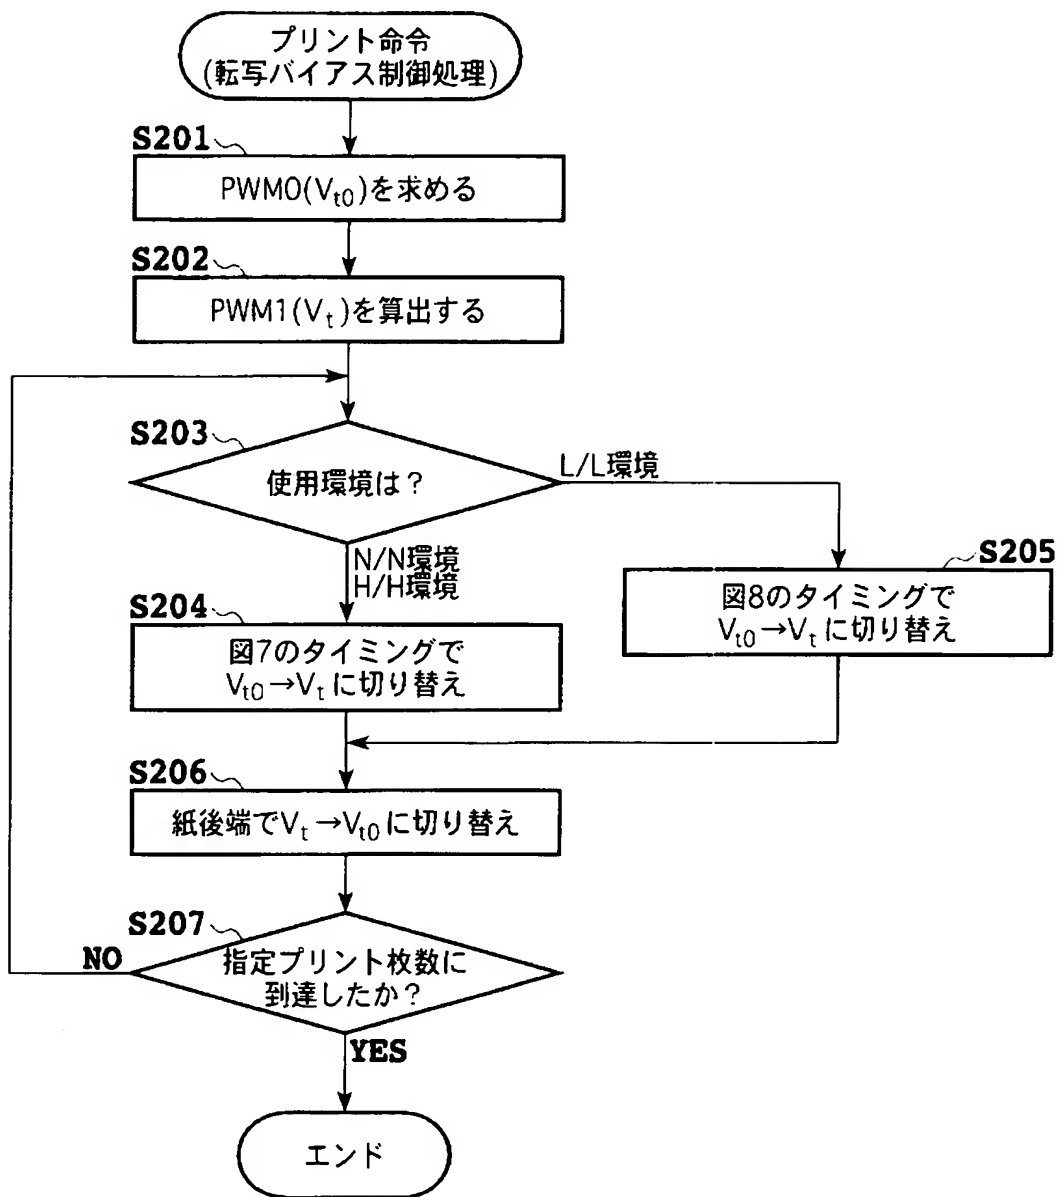 プリント命令
(転写バイアス制御処理)
S201
PWM0(Vt0)を求める
S202
PWM1(Vt)を算出する
S203
使用環境は？
L/L環境
N/N環境
H/H環境
S204
図7のタイミングで
Vt0→Vtに切り替え
S205
図8のタイミングで
Vt0→Vtに切り替え
S206
紙後端でVt→Vt0に切り替え
S207
NO
指定プリント枚数に
到達したか？
YES
エンド